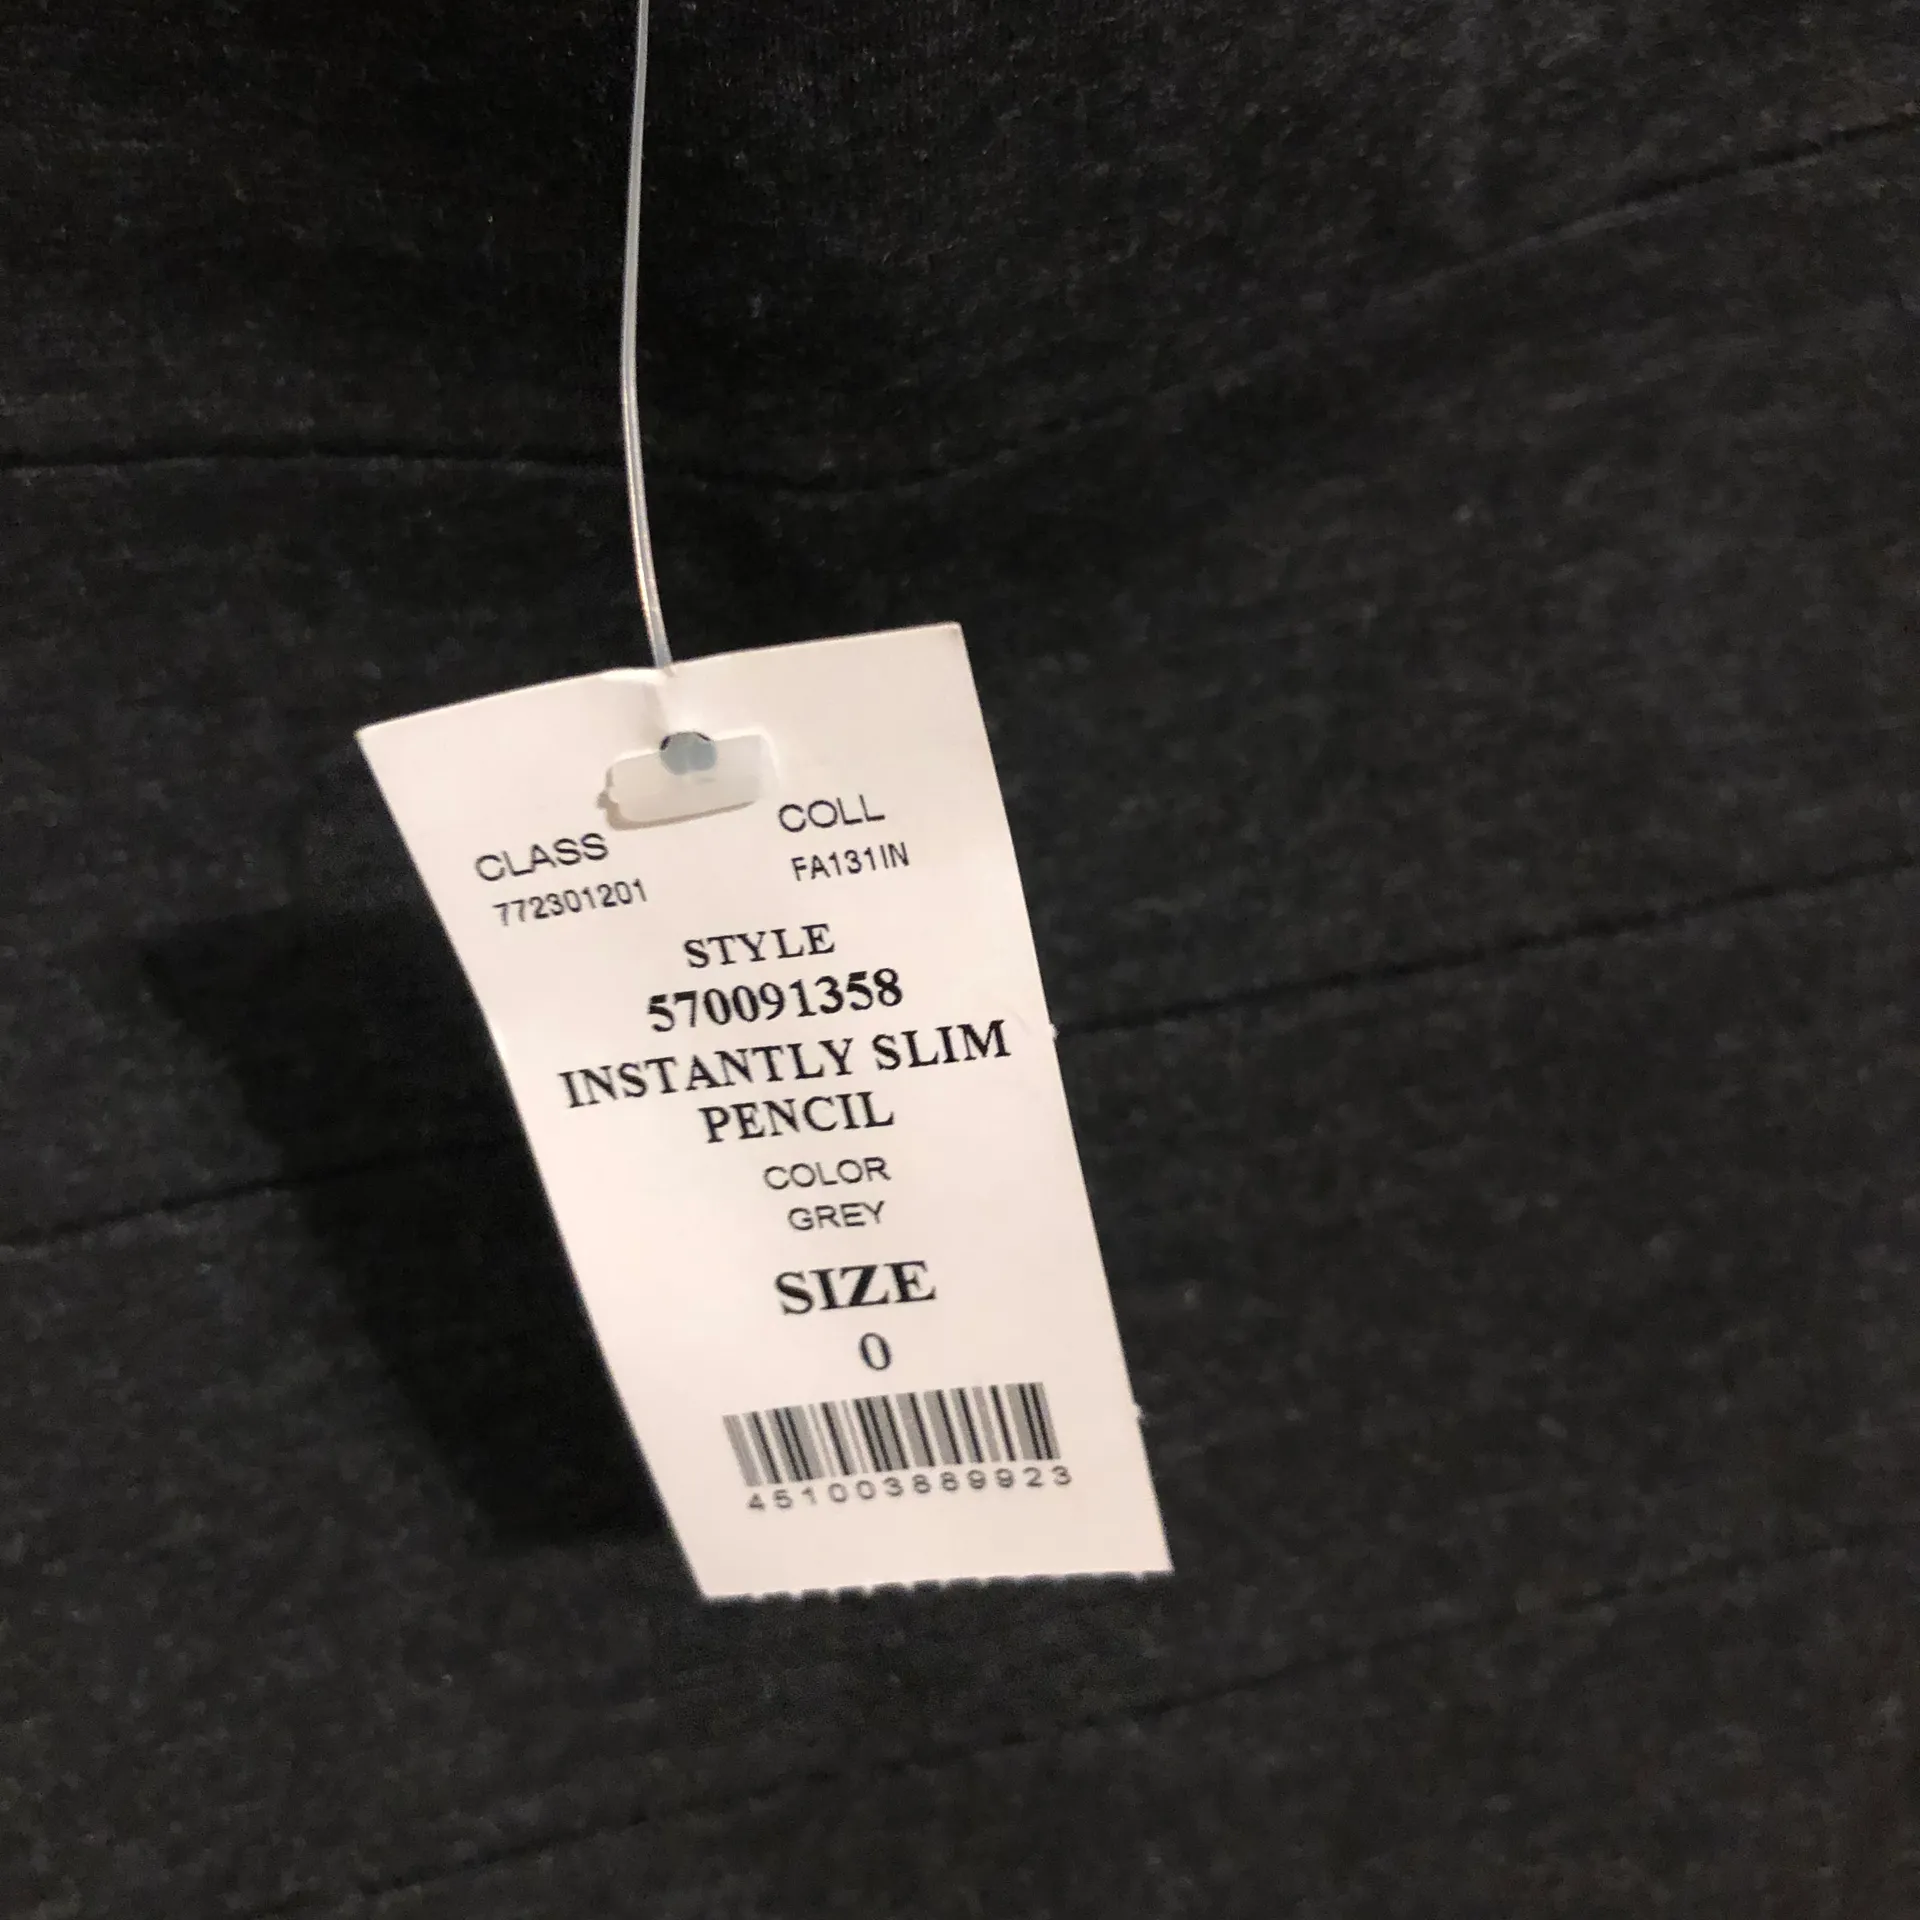 CLASS COLL
772301201 FA131IN
STYLE
570091358
INSTANTLY SLIM
PENCIL
COLOR
GREY
SIZE
0
451003889923